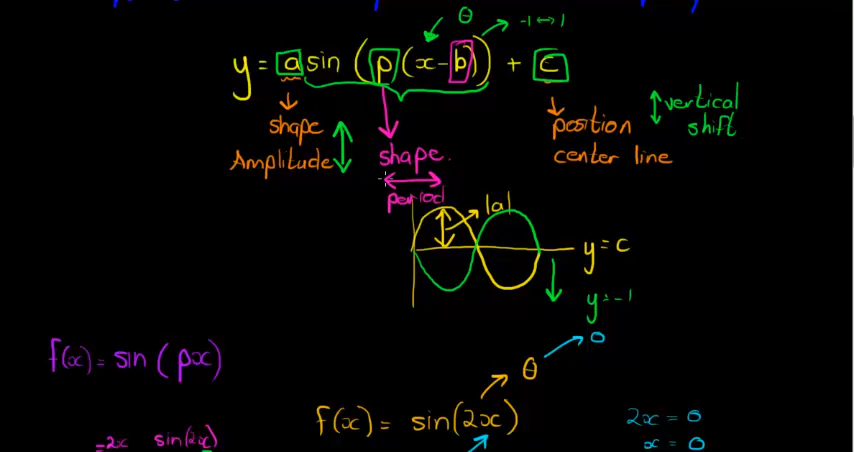 θ
-1 ↔ 1
y = a sin (p(x - b)) + c
shape
Amplitude
shape.
period
position
center line
vertical
shift
|a|
y = c
y = -1
f(x) = sin (px)
θ
0
f(x) = sin(2x)
2x = 0
x = 0
-2x sin(2x)